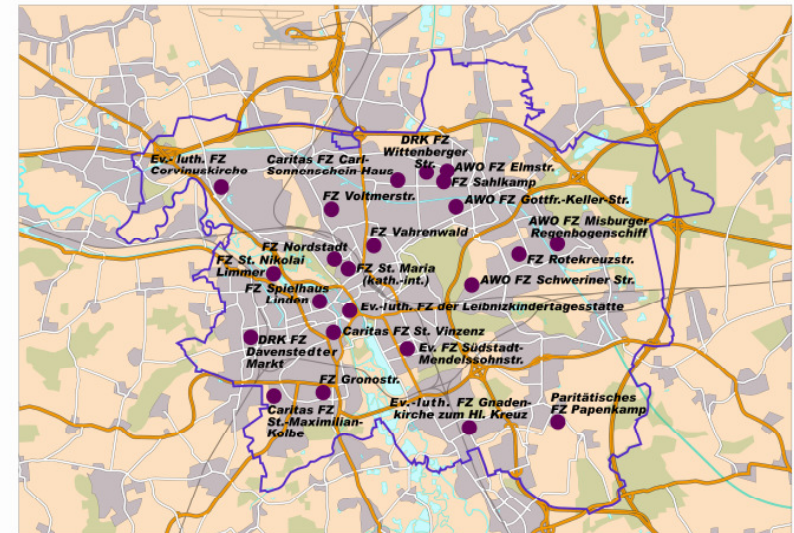 DRK FZ
Wittenberger
Str.
Ev.- luth. FZ
Corvinuskirche
Caritas FZ Carl-
Sonnenschein-Haus
AWO FZ Elmstr.
FZ Sahlkamp
FZ Voltmerstr.
AWO FZ Gottfr.-Keller-Str.
AWO FZ Misburger
Regenbogenschiff
FZ Vahrenwald
FZ Nordstadt
FZ Rotekreuzstr.
FZ St. Nikolai
Limmer
FZ St. Maria
(kath.-int.)
AWO FZ Schweriner Str.
FZ Spielhaus
Linden
Ev.-luth. FZ der Leibnizkindertagesstatte
Caritas FZ St. Vinzenz
DRK FZ
Davenstedter
Markt
Ev. FZ Südstadt-
Mendelssohnstr.
FZ Gronostr.
Ev.-luth. FZ Gnaden-
kirche zum Hl. Kreuz
Paritätisches
FZ Papenkamp
Caritas FZ
St.-Maximilian-
Kolbe